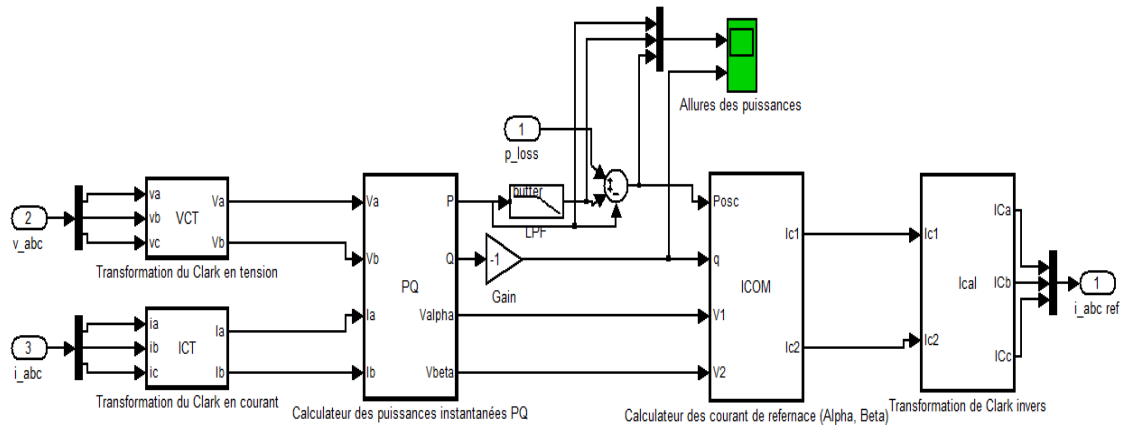 Allures des puissances
1
p_loss
butter
LPF
2
v_abc
va
vb
vc
VCT
Va
Vb
Transformation du Clark en tension
3
i_abc
ia
ib
ic
ICT
Ia
Ib
Transformation du Clark en courant
Va
Vb
Ia
Ib
PQ
P
Q
Valpha
Vbeta
Calculateur des puissances instantanées PQ
-1
Gain
+
+
-
Posc
q
V1
V2
ICOM
Ic1
Ic2
Calculateur des courant de refernace (Alpha, Beta)
Ic1
Ic2
Ical
ICa
ICb
ICc
Transformation de Clark invers
1
i_abc ref